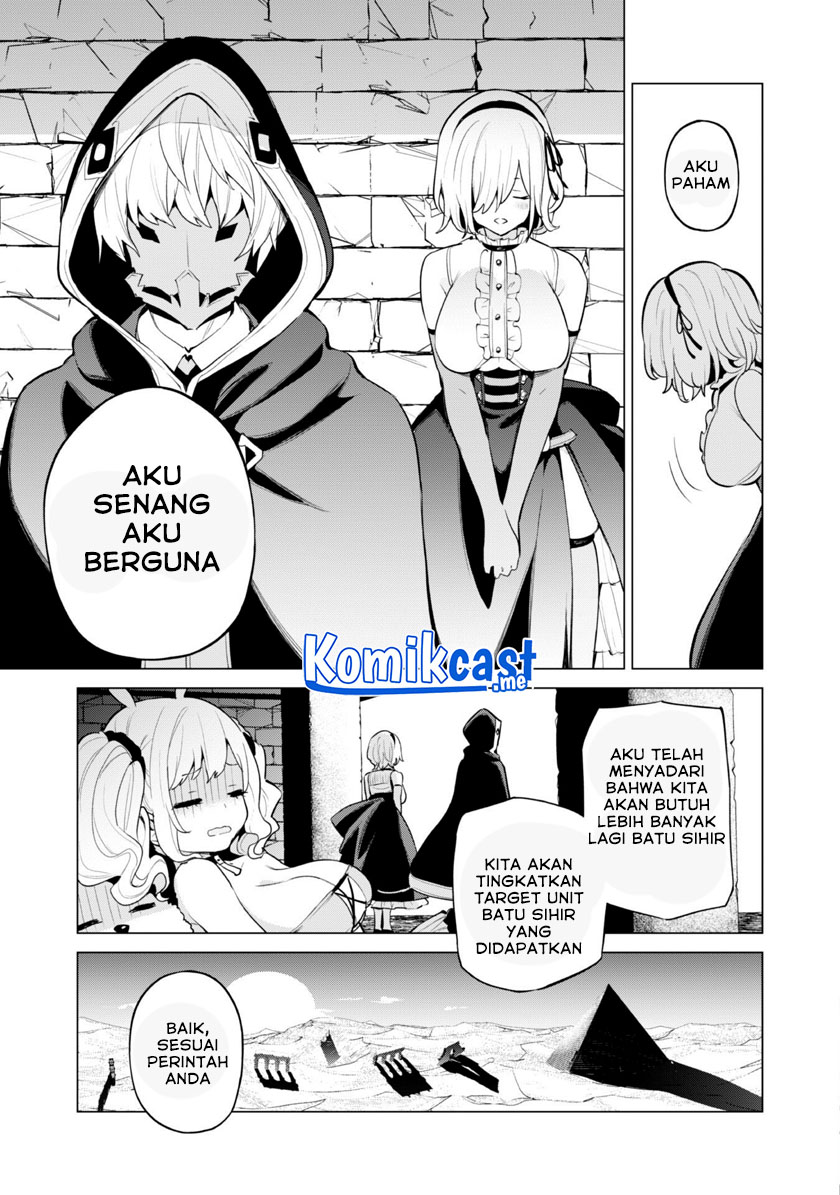 AKU
PAHAM
AKU
SENANG
AKU
BERGUNA
Komikcast
.me
AKU TELAH
MENYADARI
BAHWA KITA
AKAN BUTUH
LEBIH BANYAK
LAGI BATU SIHIR
KITA AKAN
TINGKATKAN
TARGET UNIT
BATU SIHIR
YANG
DIDAPATKAN
BAIK,
SESUAI
PERINTAH
ANDA